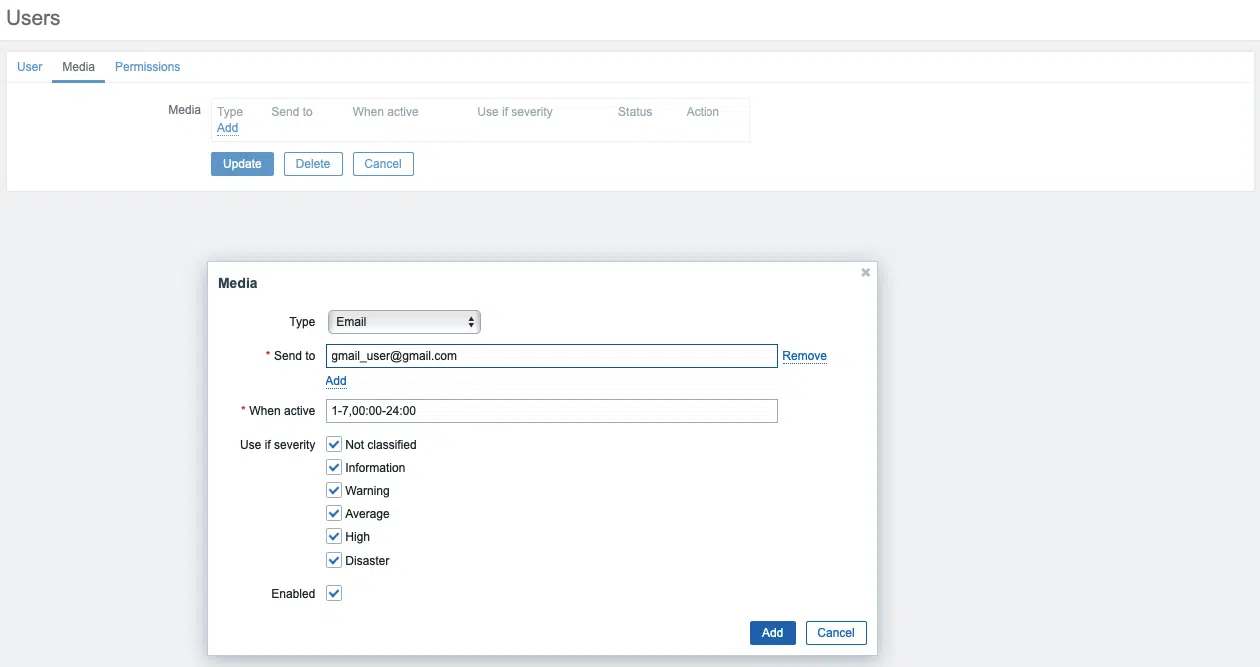 Users
User Media Permissions
Media Type Send to When active Use if severity Status Action
Add
Update Delete Cancel
Media
Type Email
* Send to gmail_user@gmail.com Remove
Add
* When active 1-7,00:00-24:00
Use if severity Not classified
Information
Warning
Average
High
Disaster
Enabled
Add Cancel